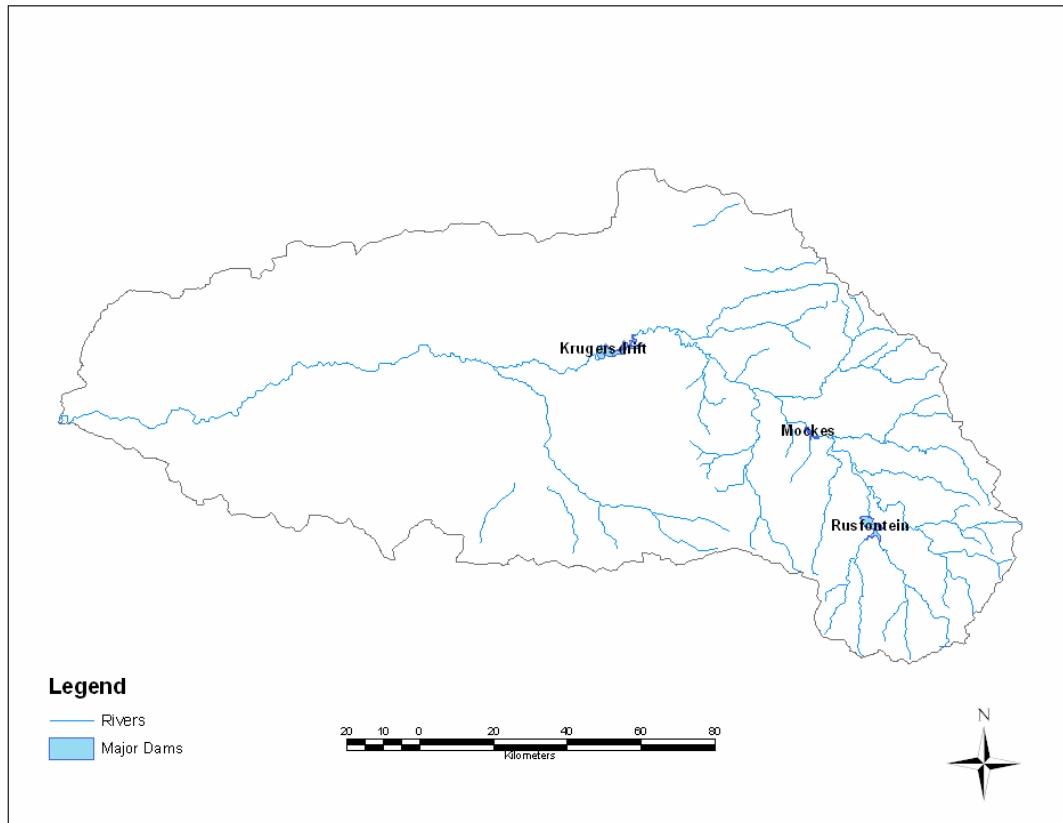 Krugersdrift
Mockes
Rusfontein
Legend
Rivers
Major Dams
20 10 0 20 40 60 80
Kilometers
N